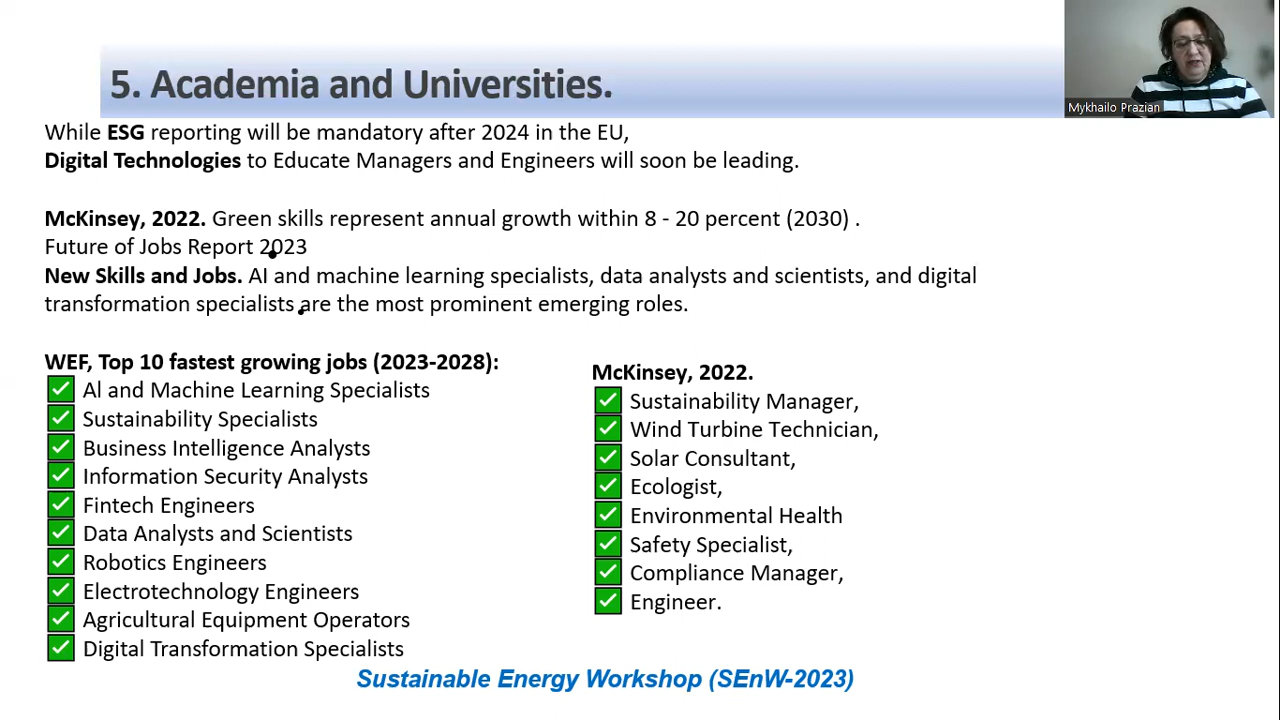 5. Academia and Universities.
Mykhailo Prazian
While ESG reporting will be mandatory after 2024 in the EU,
Digital Technologies to Educate Managers and Engineers will soon be leading.
McKinsey, 2022. Green skills represent annual growth within 8 - 20 percent (2030) .
Future of Jobs Report 2023
New Skills and Jobs. AI and machine learning specialists, data analysts and scientists, and digital
transformation specialists are the most prominent emerging roles.
WEF, Top 10 fastest growing jobs (2023-2028):
Al and Machine Learning Specialists
Sustainability Specialists
Business Intelligence Analysts
Information Security Analysts
Fintech Engineers
Data Analysts and Scientists
Robotics Engineers
Electrotechnology Engineers
Agricultural Equipment Operators
Digital Transformation Specialists
McKinsey, 2022.
Sustainability Manager,
Wind Turbine Technician,
Solar Consultant,
Ecologist,
Environmental Health
Safety Specialist,
Compliance Manager,
Engineer.
Sustainable Energy Workshop (SEnW-2023)